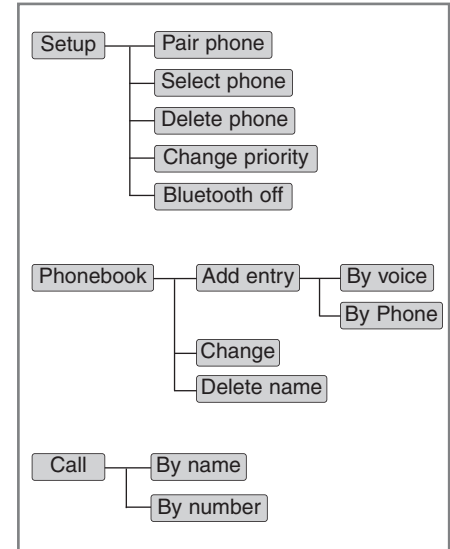 Setup Pair phone
Select phone
Delete phone
Change priority
Bluetooth off
Phonebook Add entry By voice
By Phone
Change
Delete name
Call By name
By number